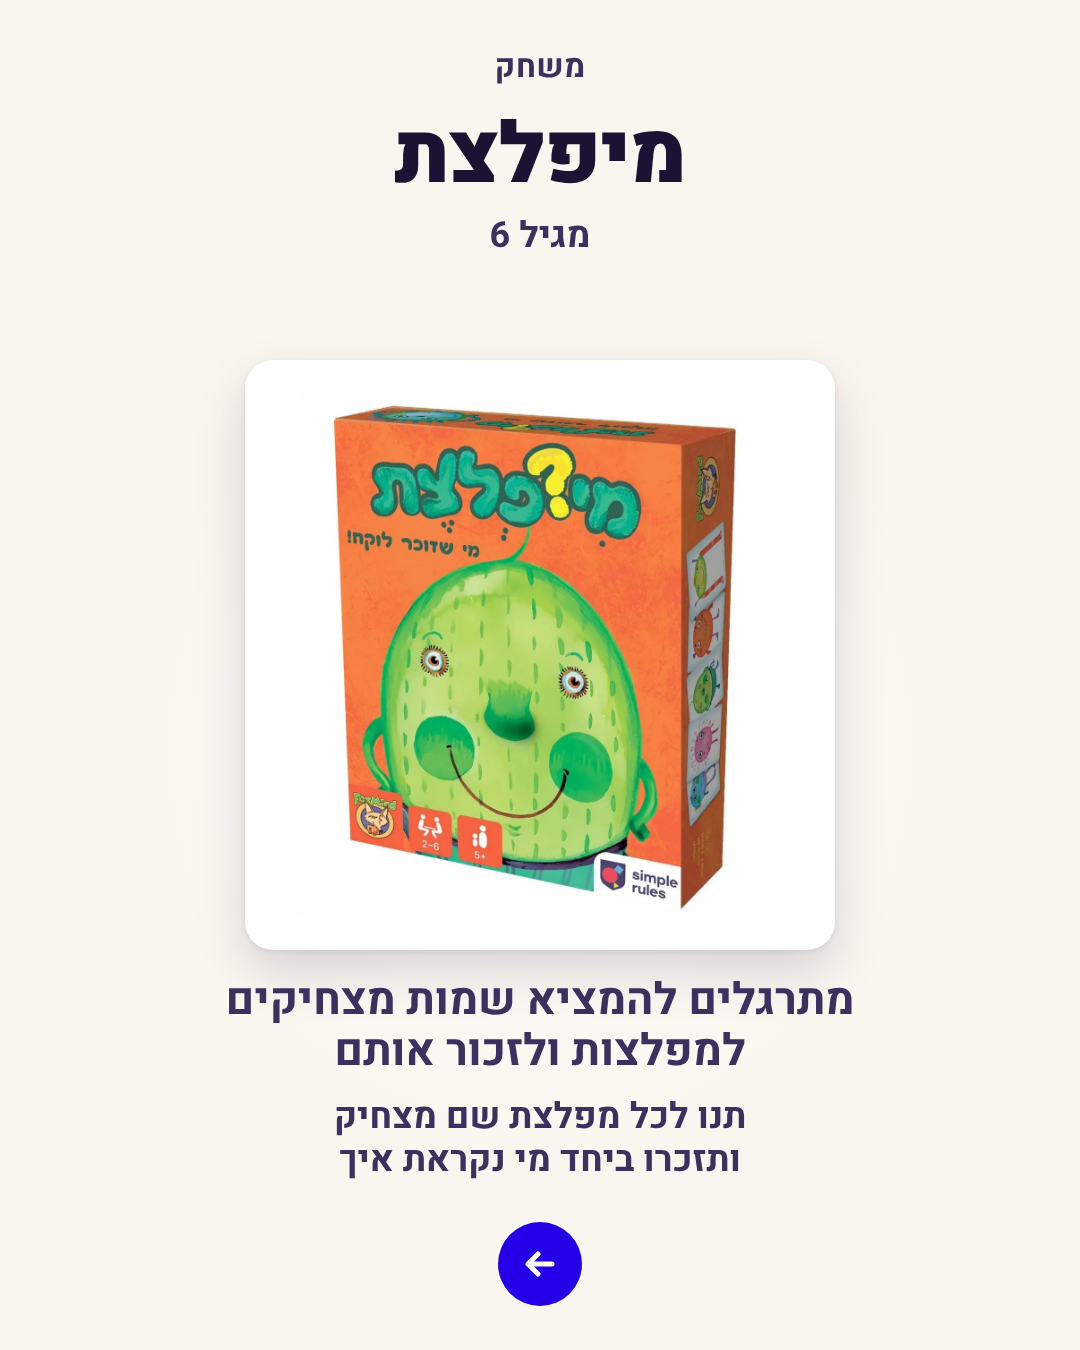 משחק
מיפלצת
מגיל 6
מי?פלצת
מי שזוכר לוקח!
FoxMind
2-6
5+
simple
rules
מתרגלים להמציא שמות מצחיקים
למפלצות ולזכור אותם
תנו לכל מפלצת שם מצחיק
ותזכרו ביחד מי נקראת איך